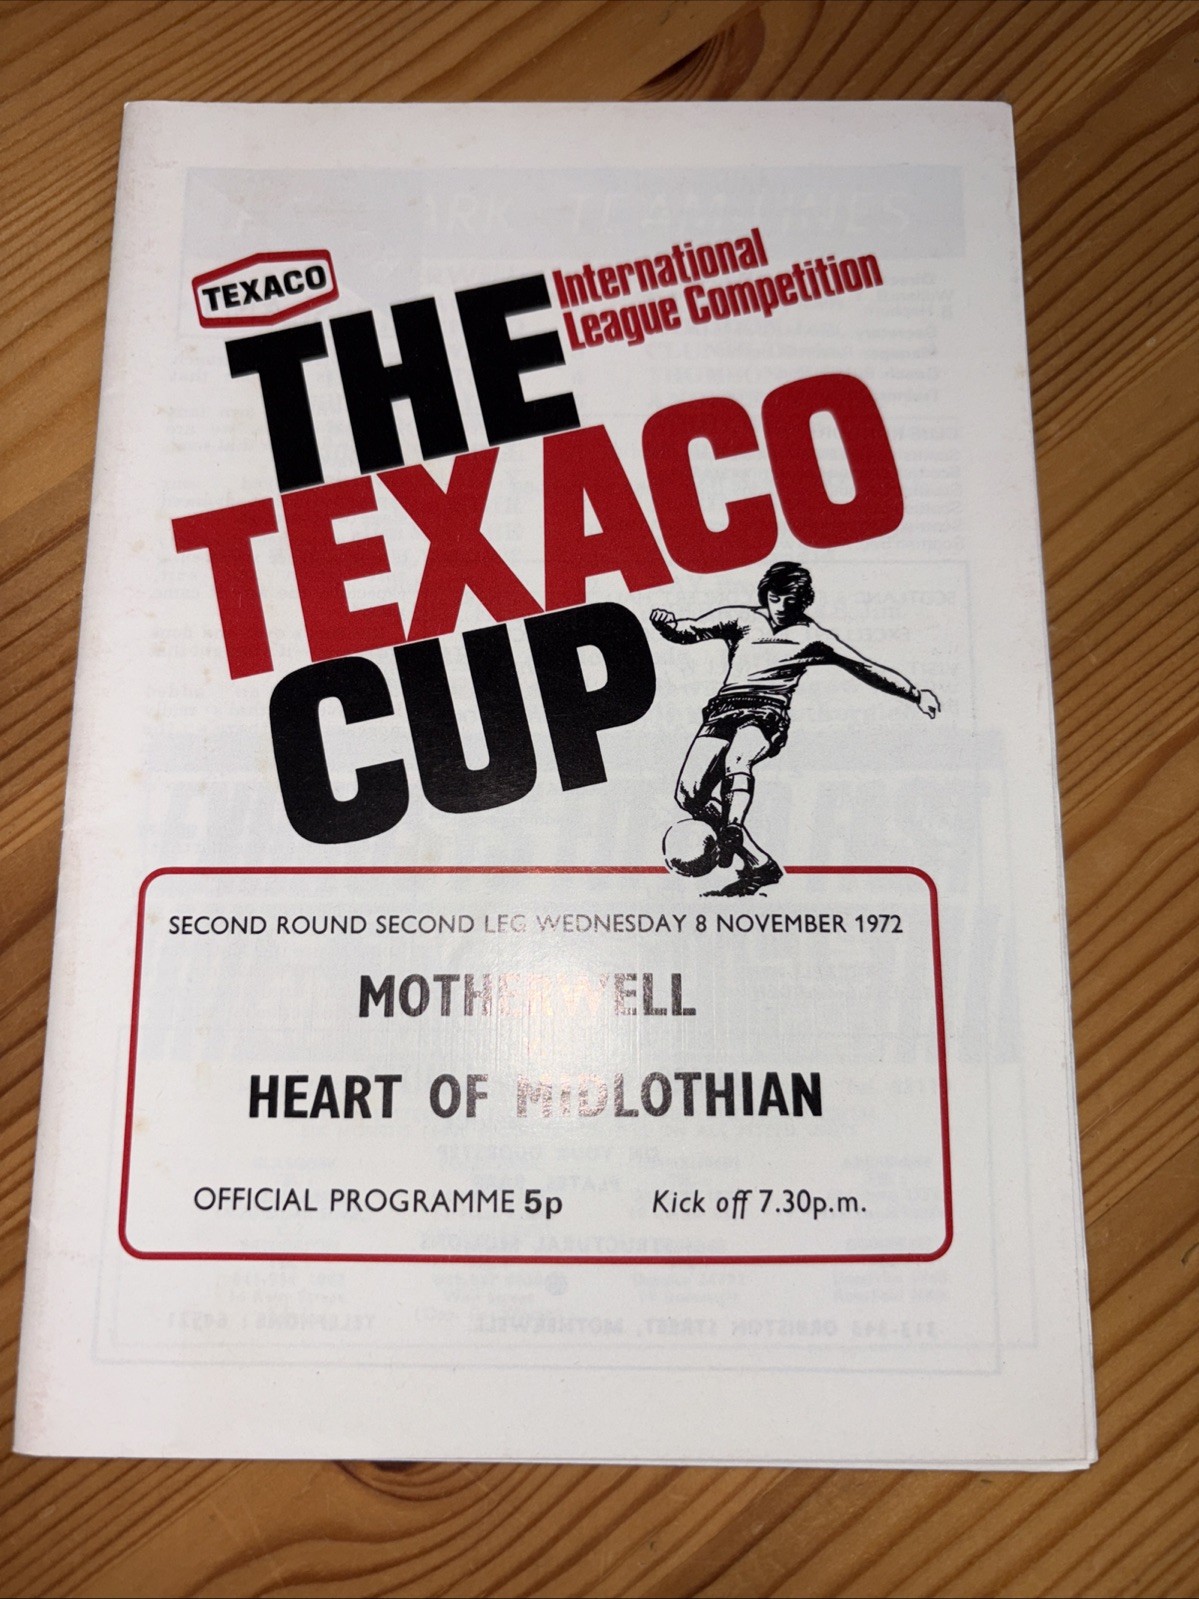 TEXACO
International
League Competition
THE
TEXACO
CUP
SECOND ROUND SECOND LEG WEDNESDAY 8 NOVEMBER 1972
MOTHERWELL
HEART OF MIDLOTHIAN
OFFICIAL PROGRAMME 5p Kick off 7.30p.m.